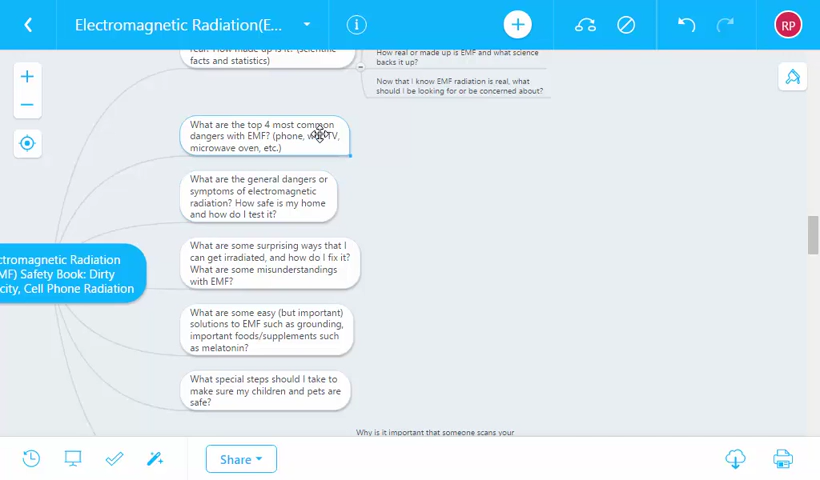 Electromagnetic Radiation(E...
RP
facts and statistics)
How real or made up is EMF and what science
backs it up?
Now that I know EMF radiation is real, what
should I be looking for or be concerned about?
What are the top 4 most common
dangers with EMF? (phone, TV,
microwave oven, etc.)
What are the general dangers or
symptoms of electromagnetic
radiation? How safe is my home
and how do I test it?
What are some surprising ways that I
can get irradiated, and how do I fix it?
What are some misunderstandings
with EMF?
What are some easy (but important)
solutions to EMF such as grounding,
important foods/supplements such
as melatonin?
What special steps should I take to
make sure my children and pets are
safe?
ctromagnetic Radiation
MF) Safety Book: Dirty
city, Cell Phone Radiation
Why is it important that someone scans your
Share